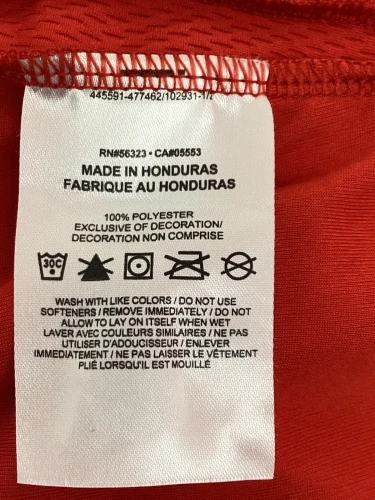 445591-477462/102931-1/2
RN#56323 • CA#05553
MADE IN HONDURAS
FABRIQUE AU HONDURAS
100% POLYESTER
EXCLUSIVE OF DECORATION/
DECORATION NON COMPRISE
30C
WASH WITH LIKE COLORS / DO NOT USE
SOFTENERS / REMOVE IMMEDIATELY / DO NOT
ALLOW TO LAY ON ITSELF WHEN WET
LAVER AVEC COULEURS SIMILAIRES / NE PAS
UTILISER D'ADOUCISSEUR / ENLEVER
IMMEDIATEMENT / NE PAS LAISSER LE VÊTEMENT
PLIÉ LORSQU'IL EST MOUILLÉ